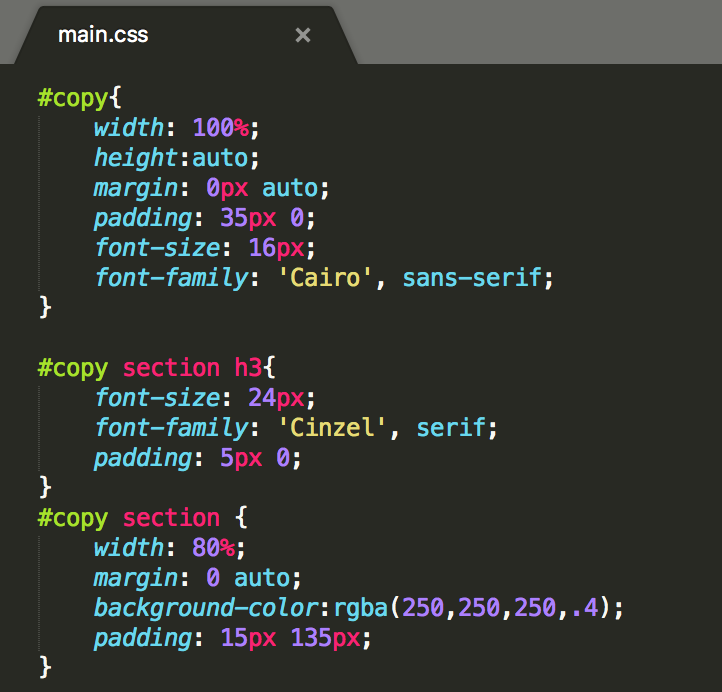 main.css ×
#copy{
    width: 100%;
    height:auto;
    margin: 0px auto;
    padding: 35px 0;
    font-size: 16px;
    font-family: 'Cairo', sans-serif;
}
#copy section h3{
    font-size: 24px;
    font-family: 'Cinzel', serif;
    padding: 5px 0;
}
#copy section {
    width: 80%;
    margin: 0 auto;
    background-color:rgba(250,250,250,.4);
    padding: 15px 135px;
}